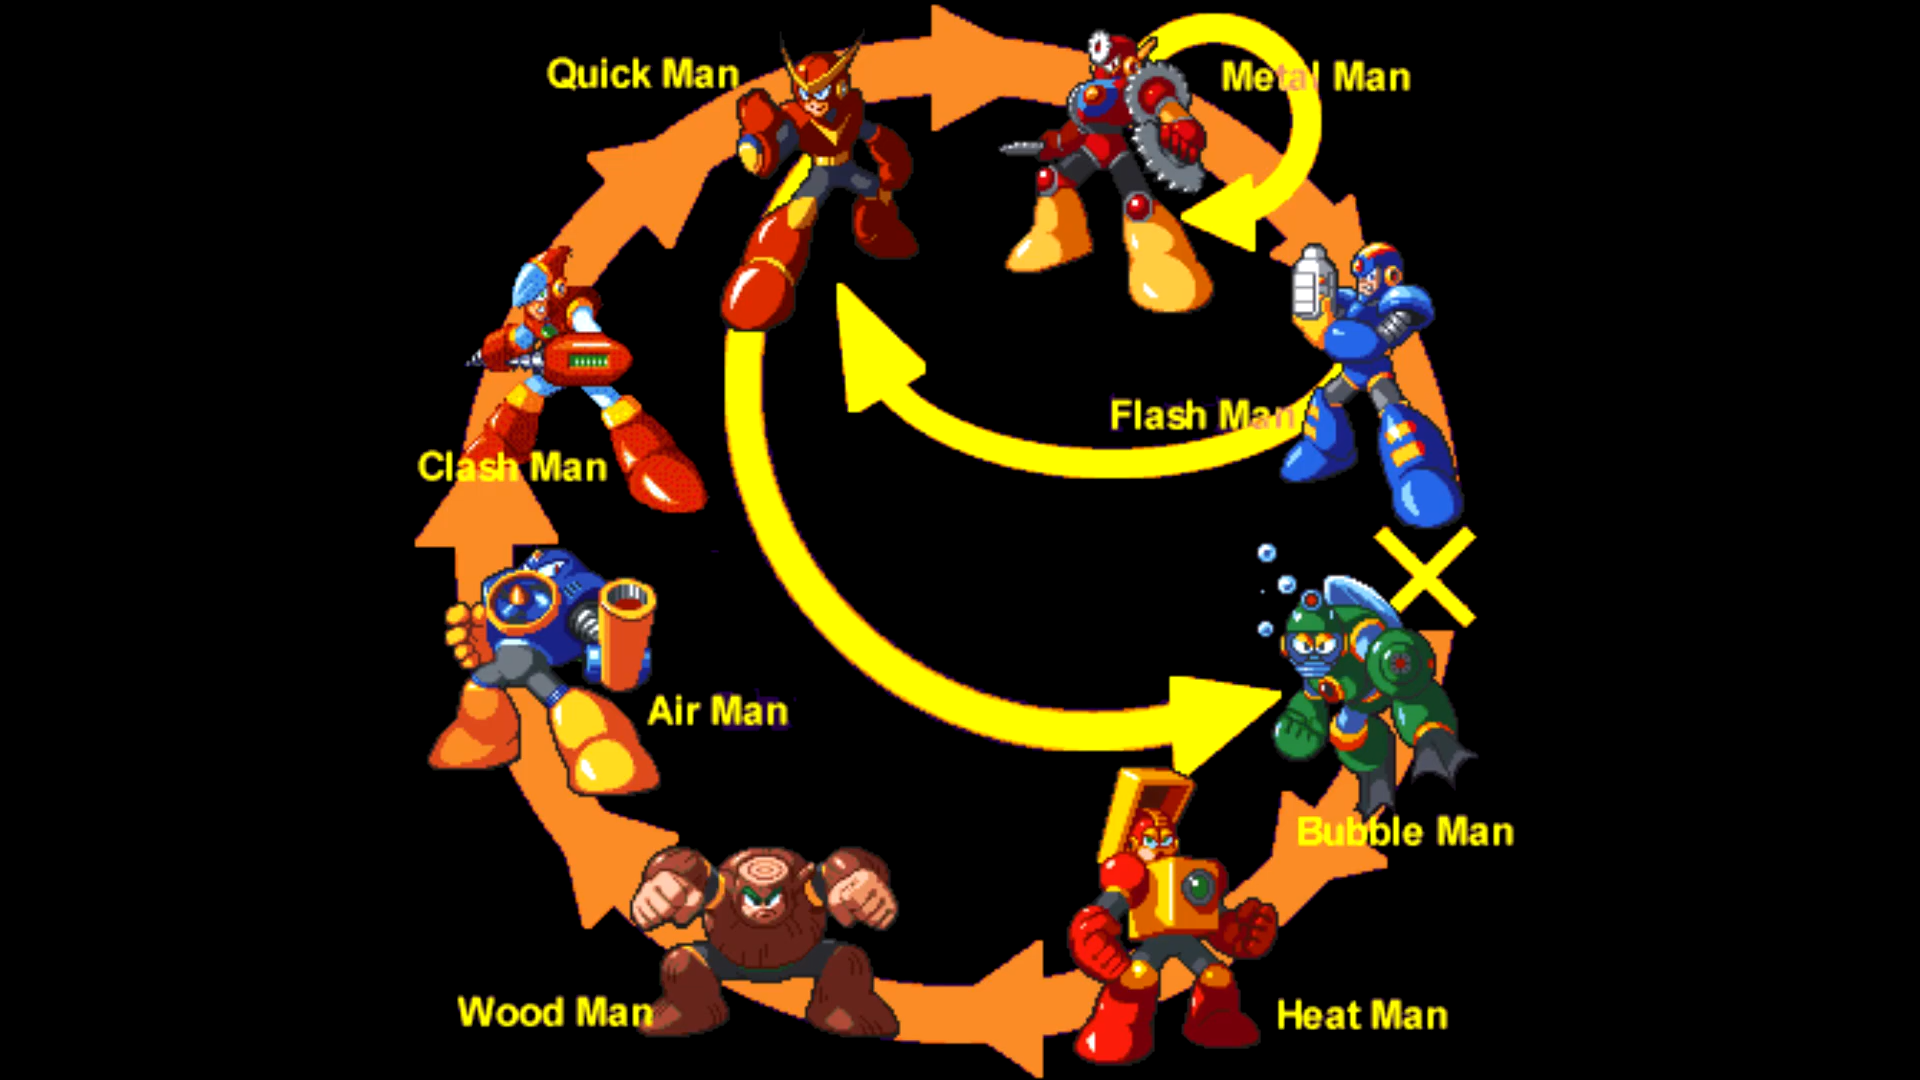 Quick Man
Metal Man
Flash Man
Clash Man
Air Man
Bubble Man
Wood Man
Heat Man